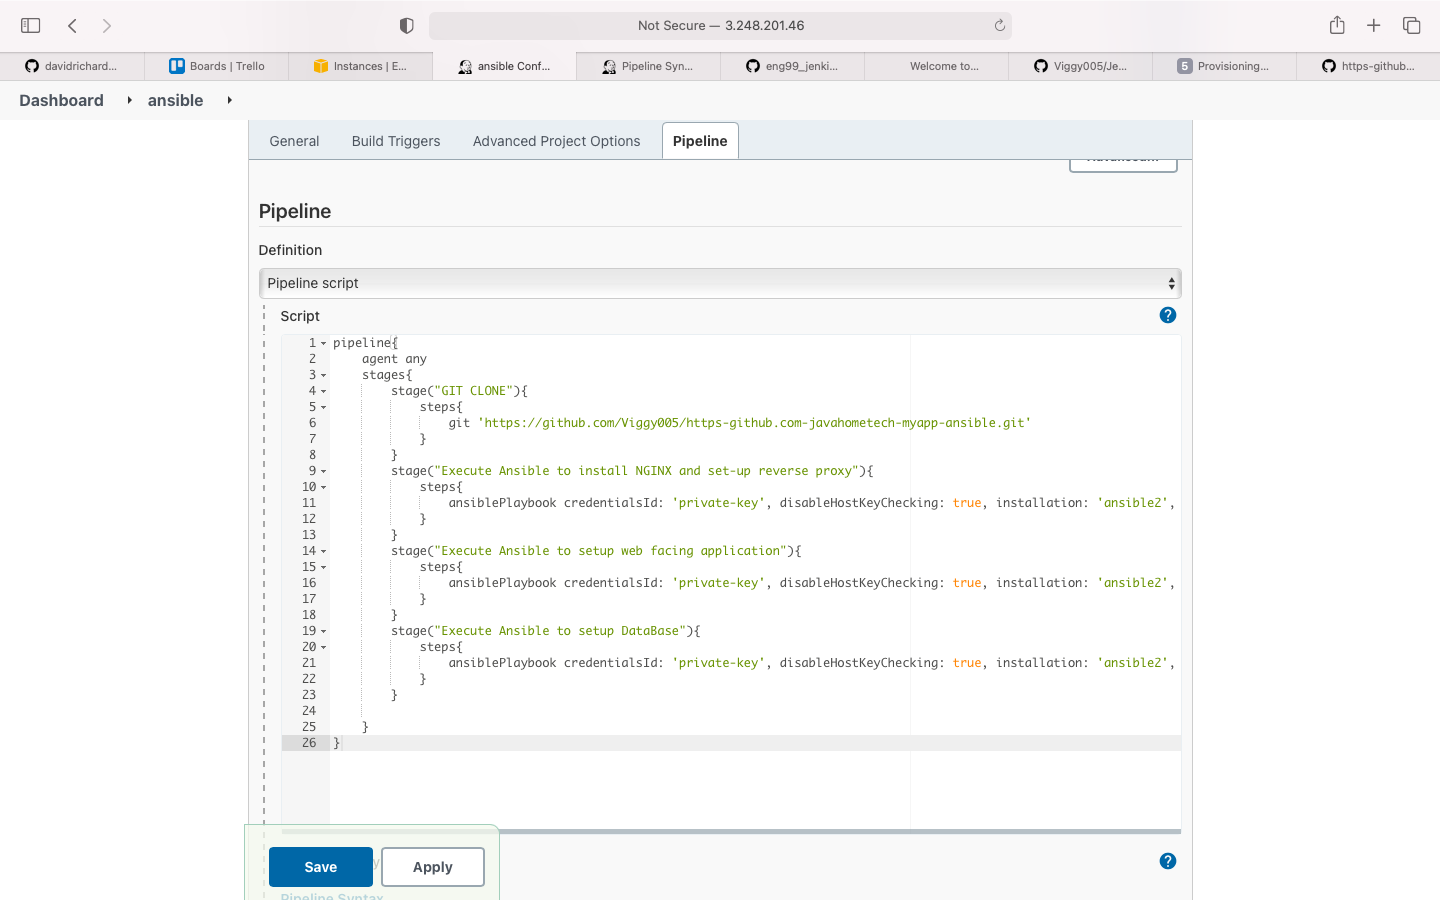 Not Secure — 3.248.201.46
davidrichard...
Boards | Trello
Instances | E...
ansible Conf...
Pipeline Syn...
eng99_jenki...
Welcome to...
Viggy005/Je...
5 Provisioning...
https-github...
Dashboard
ansible
General
Build Triggers
Advanced Project Options
Pipeline
Pipeline
Definition
Pipeline script
Script
?
1 pipeline{
2 agent any
3 stages{
4 stage("GIT CLONE"){
5 steps{
6 git 'https://github.com/Viggy005/https-github.com-javahometech-myapp-ansible.git'
7 }
8 }
9 stage("Execute Ansible to install NGINX and set-up reverse proxy"){
10 steps{
11 ansiblePlaybook credentialsId: 'private-key', disableHostKeyChecking: true, installation: 'ansible2',
12 }
13 }
14 stage("Execute Ansible to setup web facing application"){
15 steps{
16 ansiblePlaybook credentialsId: 'private-key', disableHostKeyChecking: true, installation: 'ansible2',
17 }
18 }
19 stage("Execute Ansible to setup DataBase"){
20 steps{
21 ansiblePlaybook credentialsId: 'private-key', disableHostKeyChecking: true, installation: 'ansible2',
22 }
23 }
24
25 }
26 }
Save
Apply
?
Pipeline Syntax